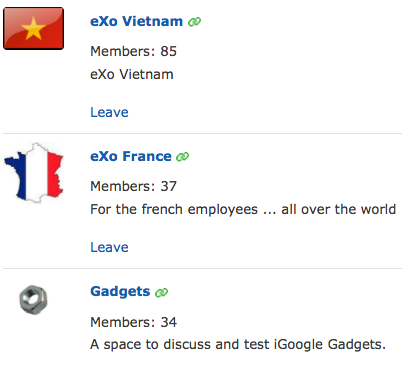 eXo Vietnam
Members: 85
eXo Vietnam
Leave
eXo France
Members: 37
For the french employees ... all over the world
Leave
Gadgets
Members: 34
A space to discuss and test iGoogle Gadgets.